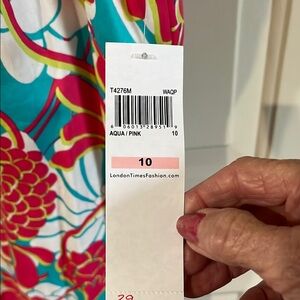 T4276M WAQP
AQUA / PINK 10
10
LondonTimesFashion.com